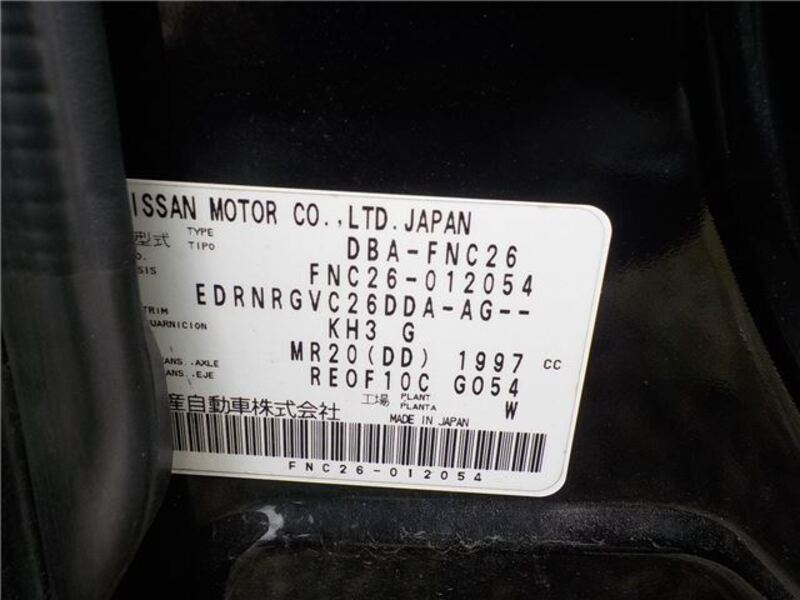 ISSAN MOTOR CO.,LTD.JAPAN
型式 TYPE TIPO DBA-FNC26
FNC26-012054
EDRNRGVC26DDA-AG--
TRIM KH3 G
UARNICION
MR20(DD) 1997 CC
ANS..AXLE
ANS..EJE RE0F10C G054
産自動車株式会社 工場 PLANT PLANTA W
MADE IN JAPAN
FNC26-012054